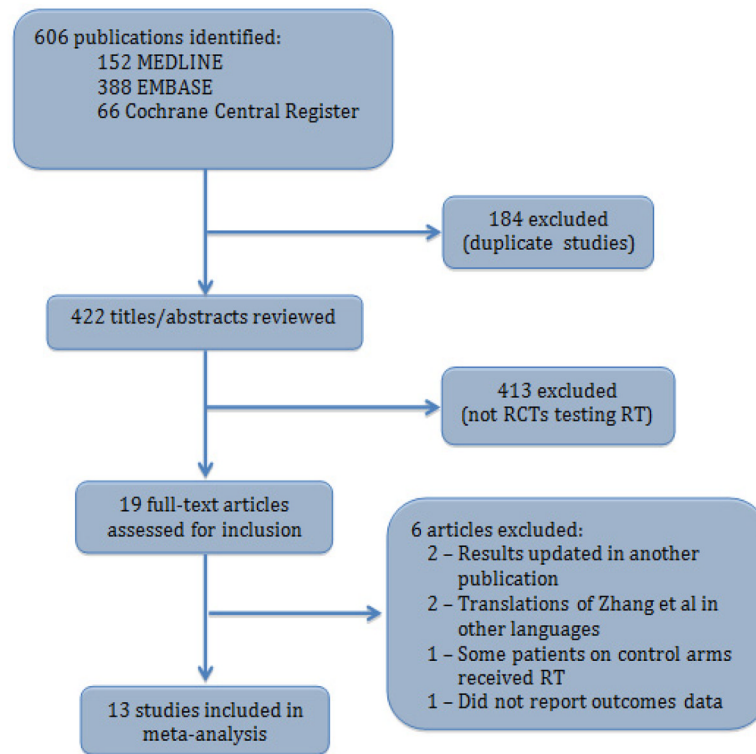 606 publications identified:
152 MEDLINE
388 EMBASE
66 Cochrane Central Register
184 excluded
(duplicate studies)
422 titles/abstracts reviewed
413 excluded
(not RCTs testing RT)
19 full-text articles
assessed for inclusion
6 articles excluded:
2 – Results updated in another
publication
2 – Translations of Zhang et al in
other languages
1 – Some patients on control arms
received RT
1 – Did not report outcomes data
13 studies included in
meta-analysis